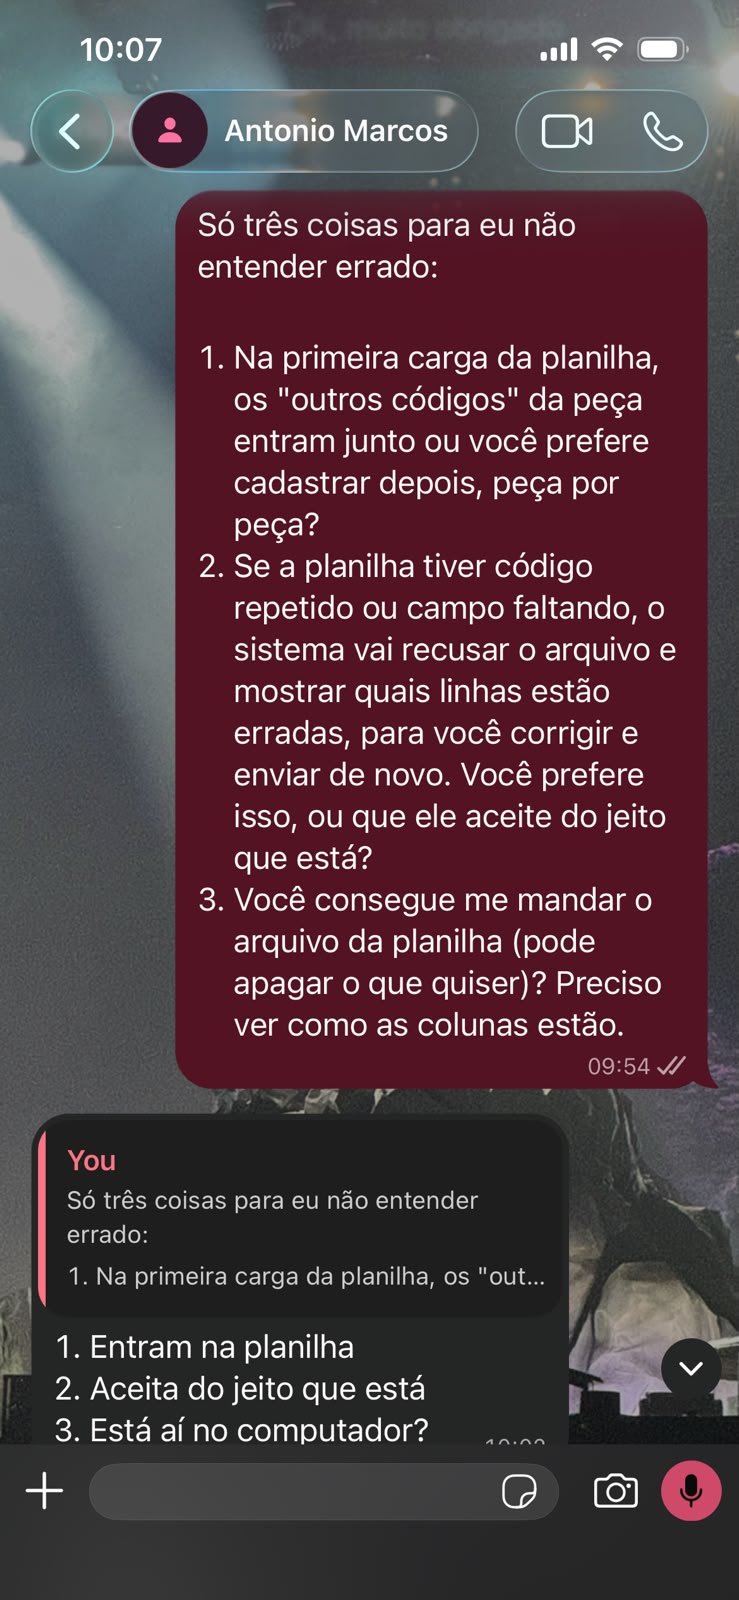 10:07
Antonio Marcos
Só três coisas para eu não
entender errado:
1. Na primeira carga da planilha,
os "outros códigos" da peça
entram junto ou você prefere
cadastrar depois, peça por
peça?
2. Se a planilha tiver código
repetido ou campo faltando, o
sistema vai recusar o arquivo e
mostrar quais linhas estão
erradas, para você corrigir e
enviar de novo. Você prefere
isso, ou que ele aceite do jeito
que está?
3. Você consegue me mandar o
arquivo da planilha (pode
apagar o que quiser)? Preciso
ver como as colunas estão.
09:54
You
Só três coisas para eu não entender
errado:
1. Na primeira carga da planilha, os "out...
1. Entram na planilha
2. Aceita do jeito que está
3. Está aí no computador?